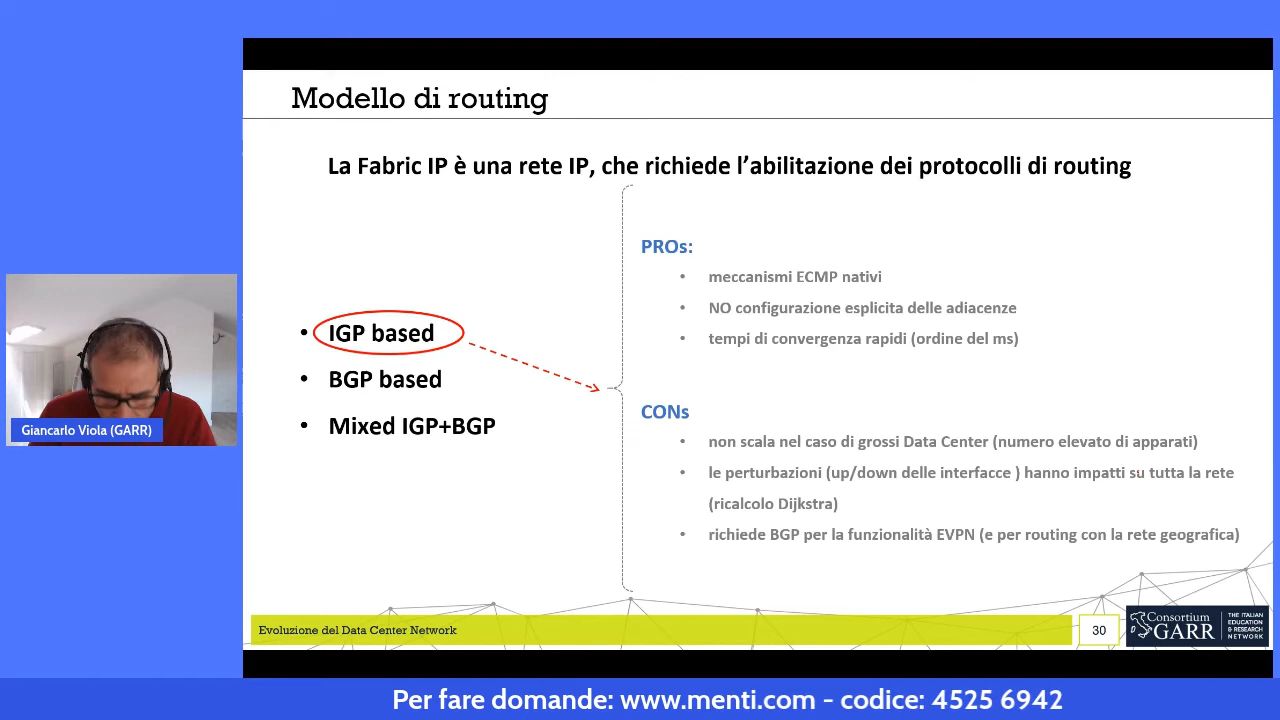 Modello di routing
La Fabric IP è una rete IP, che richiede l’abilitazione dei protocolli di routing
• IGP based
• BGP based
• Mixed IGP+BGP
PROs:
• meccanismi ECMP nativi
• NO configurazione esplicita delle adiacenze
• tempi di convergenza rapidi (ordine del ms)
CONs
• non scala nel caso di grossi Data Center (numero elevato di apparati)
• le perturbazioni (up/down delle interfacce ) hanno impatti su tutta la rete
(ricalcolo Dijkstra)
• richiede BGP per la funzionalità EVPN (e per routing con la rete geografica)
Giancarlo Viola (GARR)
Evoluzione del Data Center Network
30
Consortium
GARR
THE ITALIAN
EDUCATION
& RESEARCH
NETWORK
Per fare domande: www.menti.com - codice: 4525 6942